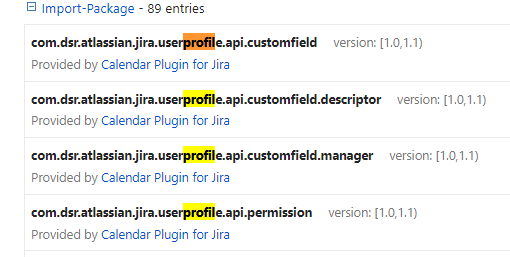 Import-Package - 89 entries
com.dsr.atlassian.jira.userprofile.api.customfield version: [1.0,1.1)
Provided by Calendar Plugin for Jira
com.dsr.atlassian.jira.userprofile.api.customfield.descriptor version: [1.0,1.1)
Provided by Calendar Plugin for Jira
com.dsr.atlassian.jira.userprofile.api.customfield.manager version: [1.0,1.1)
Provided by Calendar Plugin for Jira
com.dsr.atlassian.jira.userprofile.api.permission version: [1.0,1.1)
Provided by Calendar Plugin for Jira